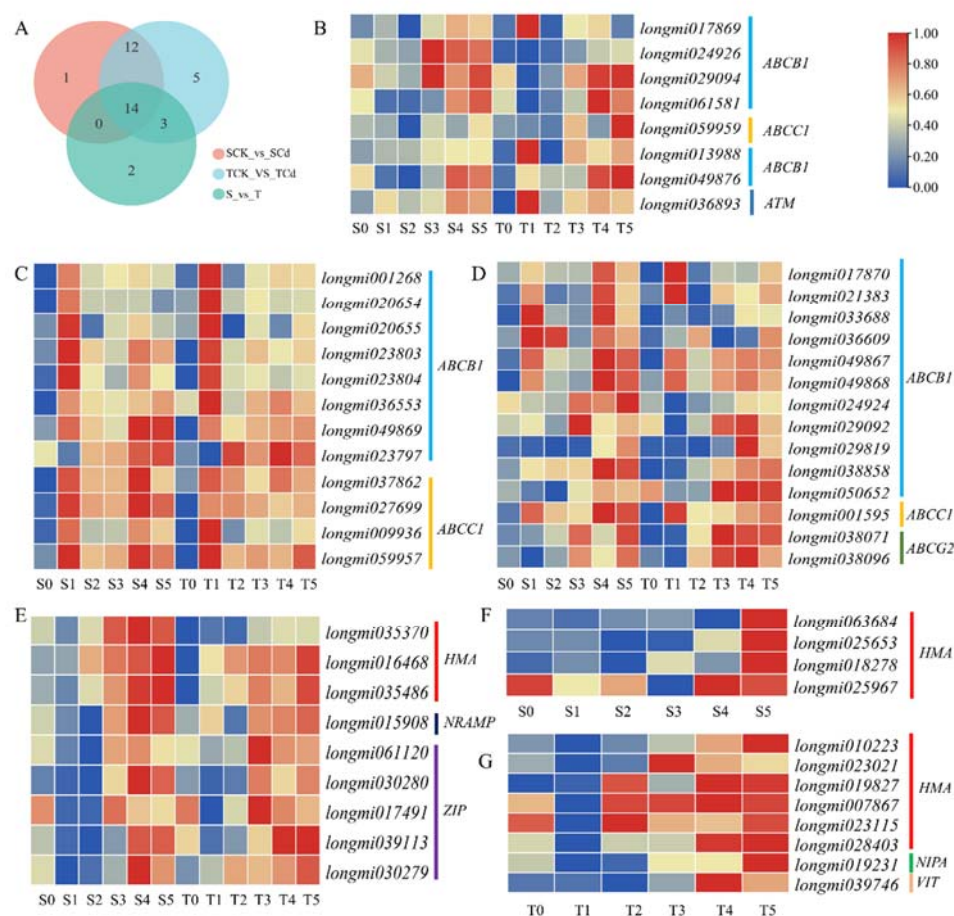 A
12
1
5
14
0
3
2
SCK_vs_SCd
TCK_VS_TCd
S_vs_T
B
longmi017869
longmi024926
longmi029094
longmi061581
longmi059959
longmi013988
longmi049876
longmi036893
ABCB1
ABCC1
ABCB1
ATM
S0 S1 S2 S3 S4 S5 T0 T1 T2 T3 T4 T5
1.00
0.80
0.60
0.40
0.20
0.00
C
longmi001268
longmi020654
longmi020655
longmi023803
longmi023804
longmi036553
longmi049869
longmi023797
longmi037862
longmi027699
longmi009936
longmi059957
ABCB1
ABCC1
S0 S1 S2 S3 S4 S5 T0 T1 T2 T3 T4 T5
D
longmi017870
longmi021383
longmi033688
longmi036609
longmi049867
longmi049868
longmi024924
longmi029092
longmi029819
longmi038858
longmi050652
longmi001595
longmi038071
longmi038096
ABCB1
ABCC1
ABCG2
S0 S1 S2 S3 S4 S5 T0 T1 T2 T3 T4 T5
E
longmi035370
longmi016468
longmi035486
longmi015908
longmi061120
longmi030280
longmi017491
longmi039113
longmi030279
HMA
NRAMP
ZIP
S0 S1 S2 S3 S4 S5 T0 T1 T2 T3 T4 T5
F
longmi063684
longmi025653
longmi018278
longmi025967
HMA
S0 S1 S2 S3 S4 S5
G
longmi010223
longmi023021
longmi019827
longmi007867
longmi023115
longmi028403
longmi019231
longmi039746
HMA
NIPA
VIT
T0 T1 T2 T3 T4 T5